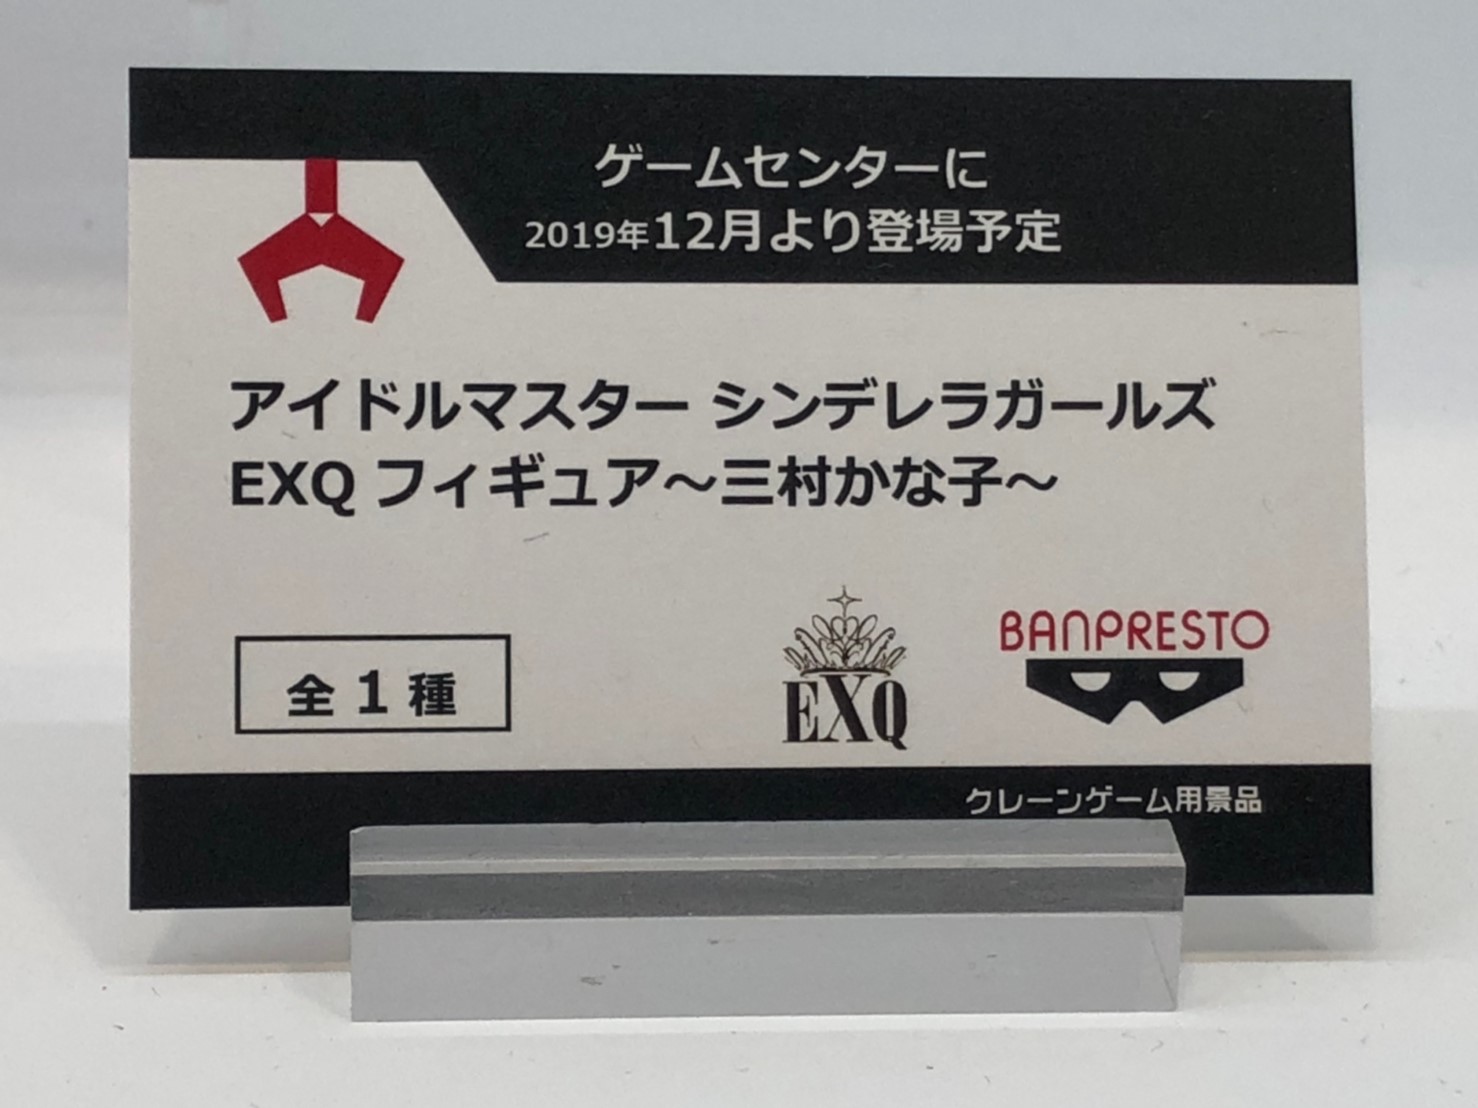 ゲームセンターに
2019年12月より登場予定
アイドルマスター シンデレラガールズ
EXQ フィギュア～三村かな子～
全1種
EXQ
BANPRESTO
クレーンゲーム用景品